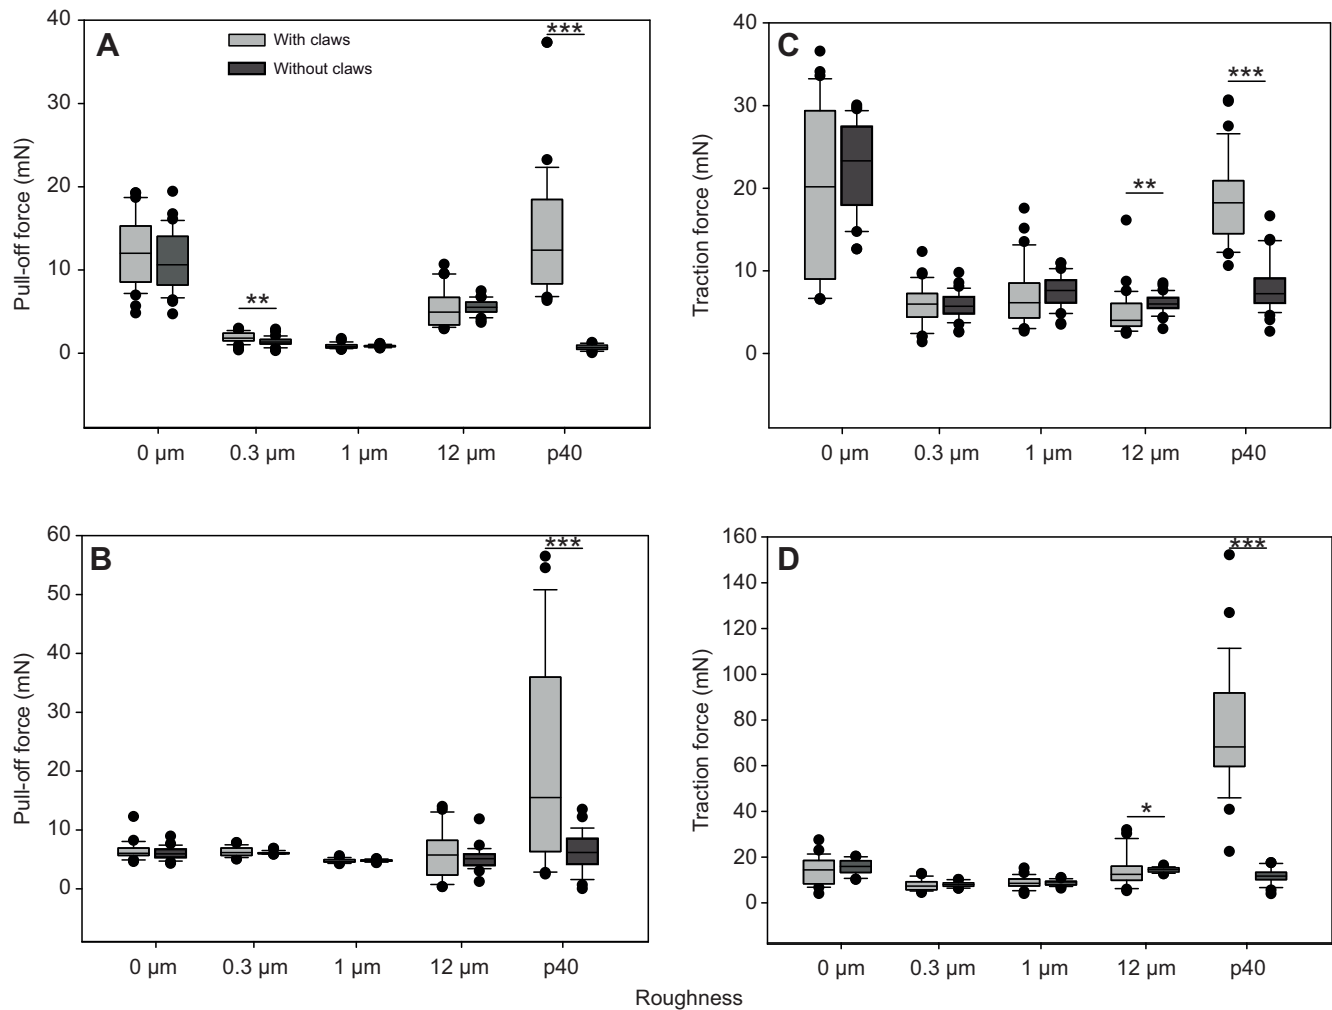 A
With claws
Without claws
***
**
Pull-off force (mN)
40
30
20
10
0
0 µm 0.3 µm 1 µm 12 µm p40
C
***
**
Traction force (mN)
40
30
20
10
0
0 µm 0.3 µm 1 µm 12 µm p40
B
***
Pull-off force (mN)
60
50
40
30
20
10
0
0 µm 0.3 µm 1 µm 12 µm p40
D
***
*
Traction force (mN)
160
140
120
100
80
60
40
20
0
0 µm 0.3 µm 1 µm 12 µm p40
Roughness